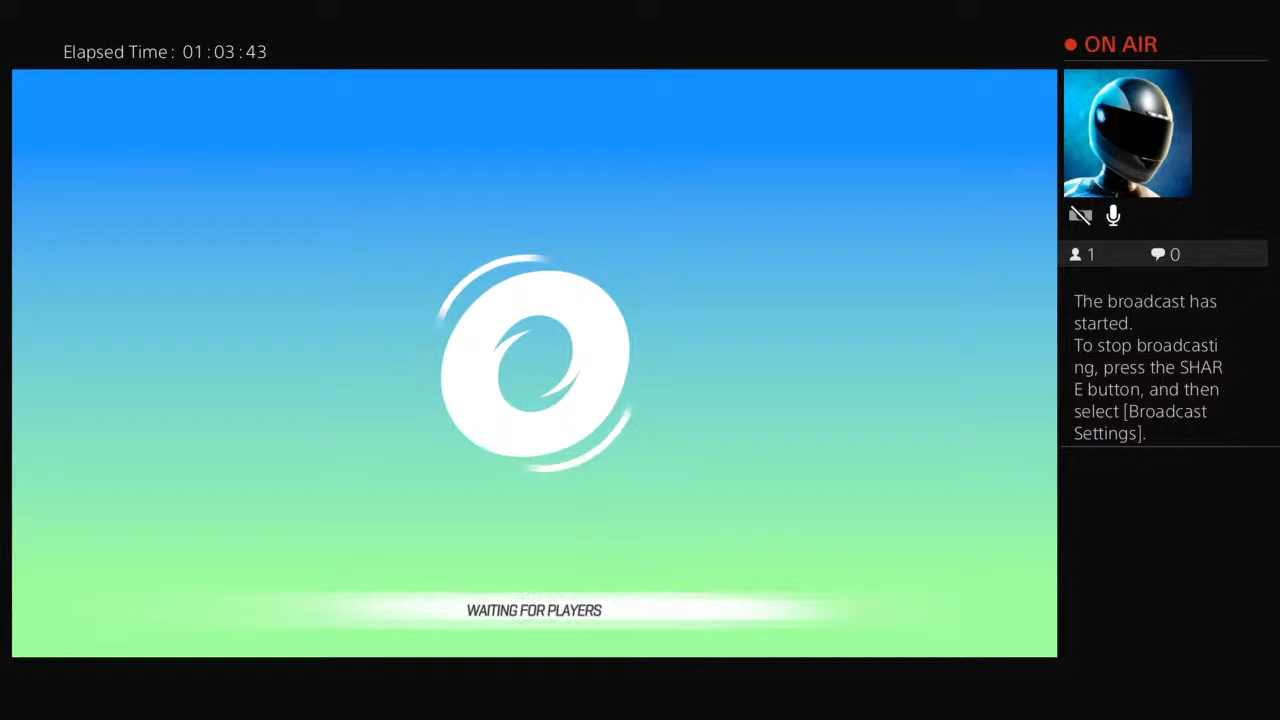 Elapsed Time: 01:03:43
ON AIR
1
0
The broadcast has
started.
To stop broadcasti
ng, press the SHAR
E button, and then
select [Broadcast
Settings].
WAITING FOR PLAYERS